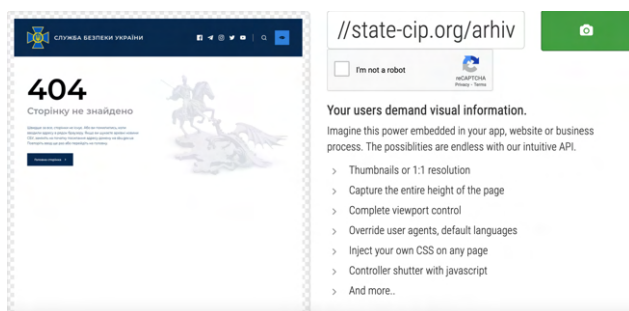 СЛУЖБА БЕЗПЕКИ УКРАЇНИ
404
Сторінку не знайдено
Головна сторінка
//state-cip.org/arhiv
I'm not a robot
reCAPTCHA
Privacy - Terms
Your users demand visual information.
Imagine this power embedded in your app, website or business
process. The possiblities are endless with our intuitive API.
Thumbnails or 1:1 resolution
Capture the entire height of the page
Complete viewport control
Override user agents, default languages
Inject your own CSS on any page
Controller shutter with javascript
And more..